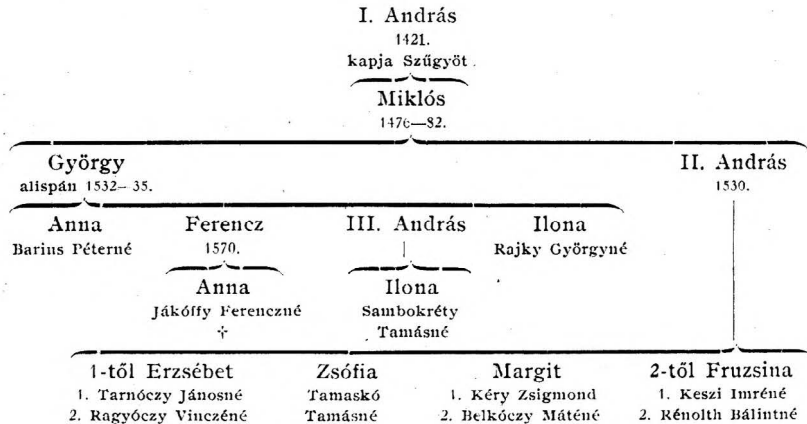 I. András
1421.
kapja Szűgyöt.
Miklós
1476—82.
György II. András
alispán 1532–35. 1530.
Anna Ferencz III. András Ilona
Barius Péterné 1570. Rajky Györgyné
Anna Ilona
Jákóffy Ferenczné Sambokréty
† Tamásné
1-től Erzsébet Zsófia Margit 2-től Fruzsina
1. Tarnóczy Jánosné Tamaskó 1. Kéry Zsigmond 1. Keszi Imréné
2. Ragyóczy Vinczéné Tamásné 2. Belkóczy Máténé 2. Rénolth Bálintné